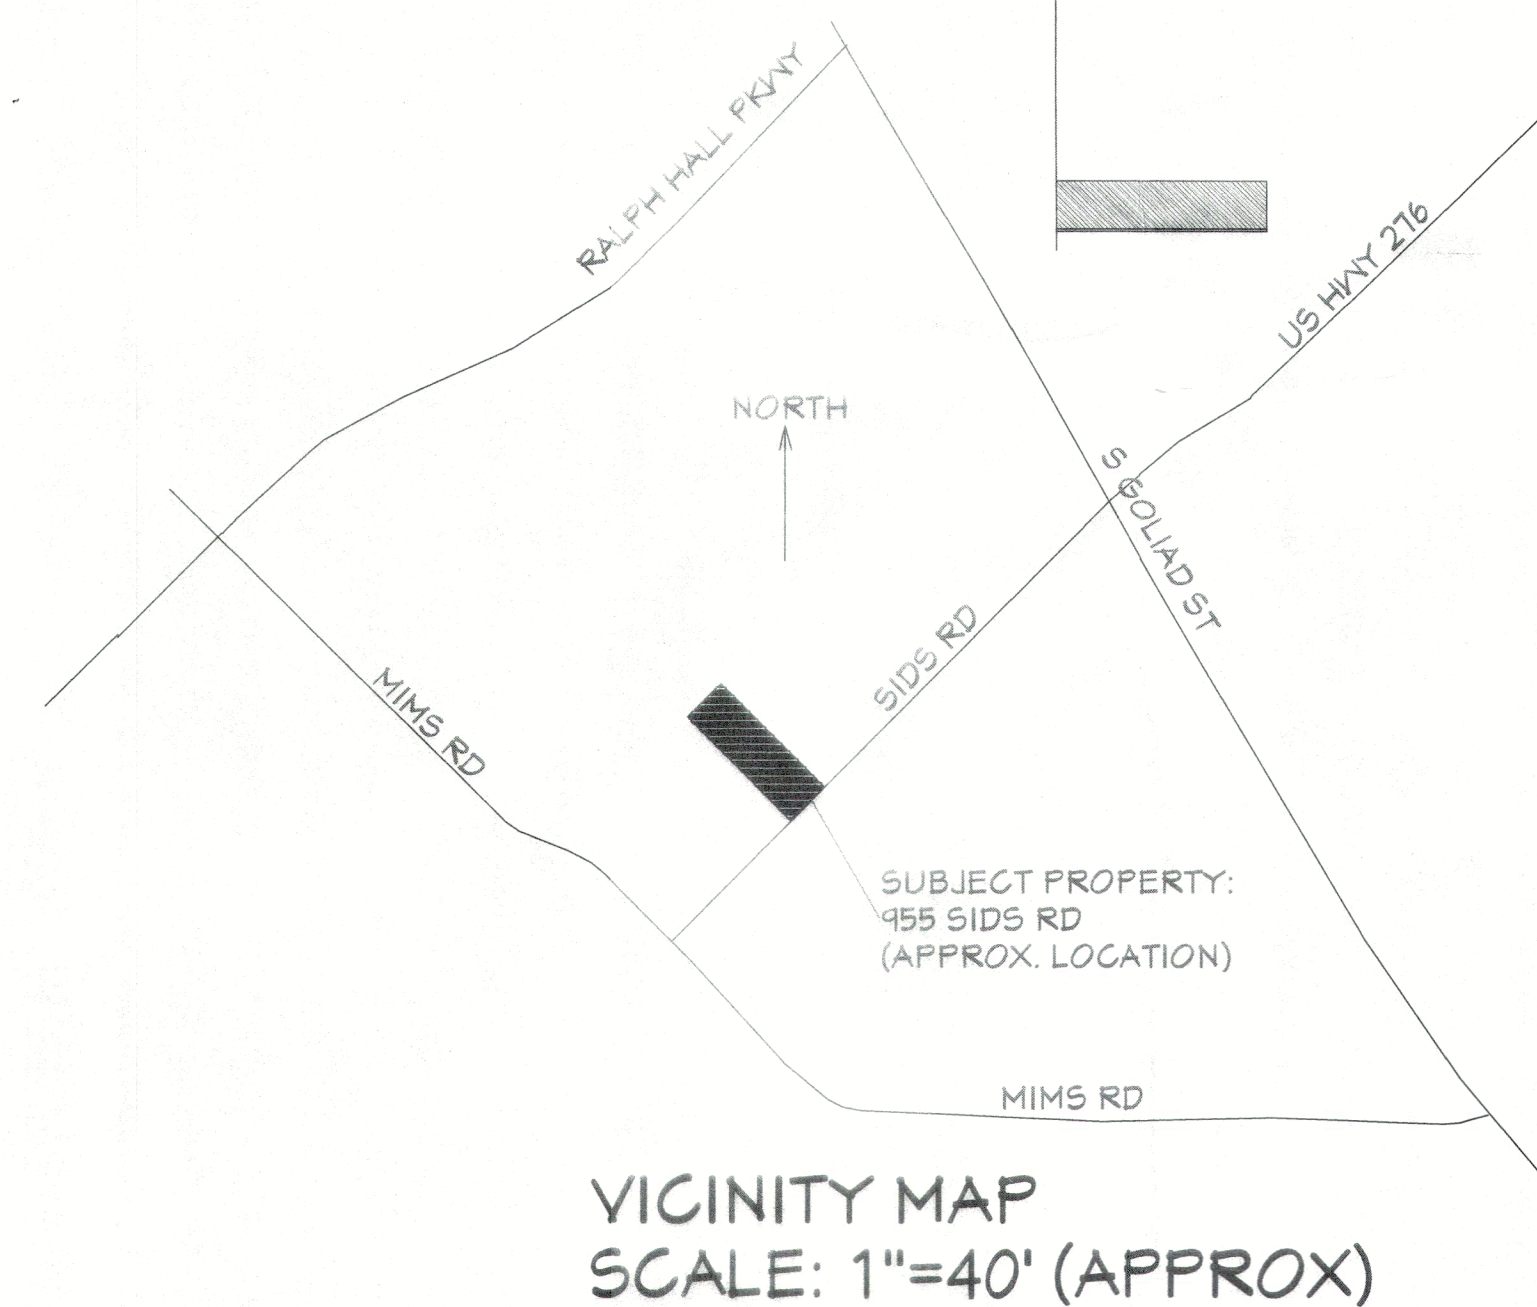 RALPH HALL PKWY
US HWY 276
NORTH
S GOLIAD ST
SIDS RD
MIMS RD
SUBJECT PROPERTY:
955 SIDS RD
(APPROX. LOCATION)
MIMS RD
VICINITY MAP
SCALE: 1"=40' (APPROX)